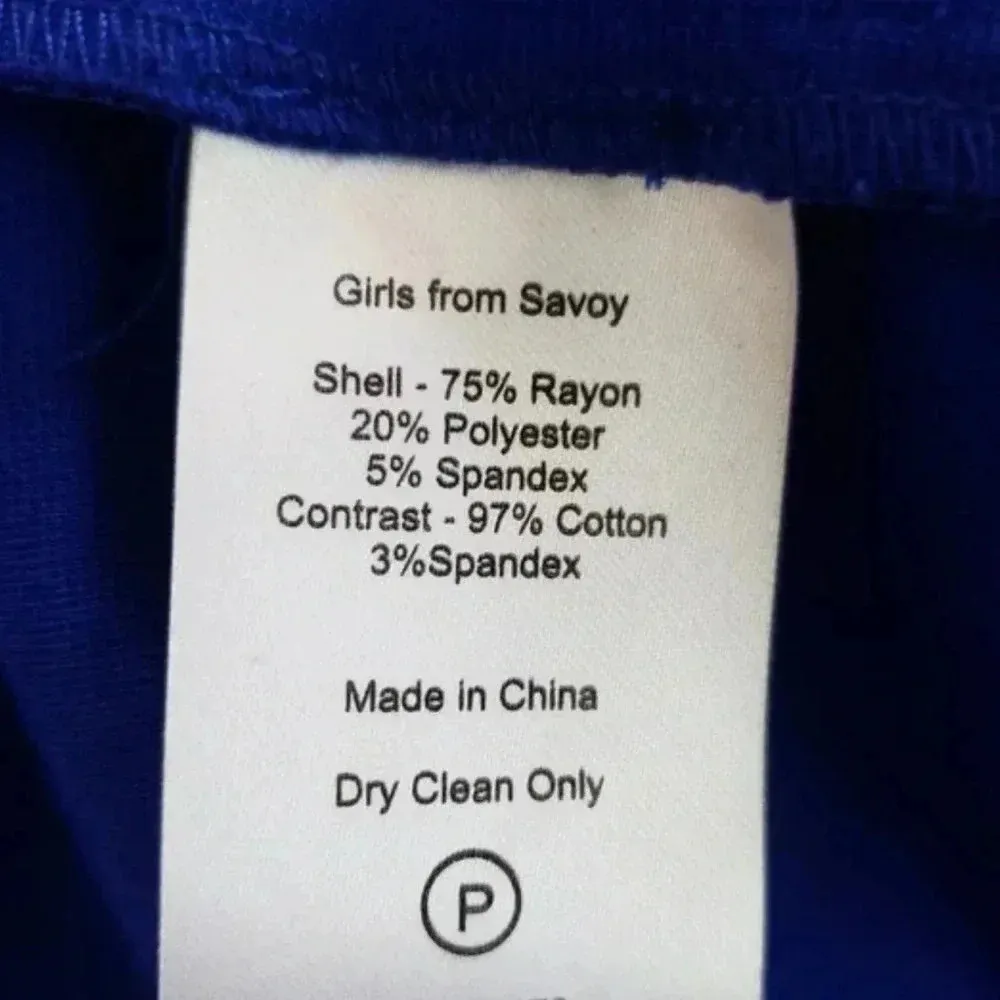 Girls from Savoy
Shell - 75% Rayon
20% Polyester
5% Spandex
Contrast - 97% Cotton
3%Spandex
Made in China
Dry Clean Only
P